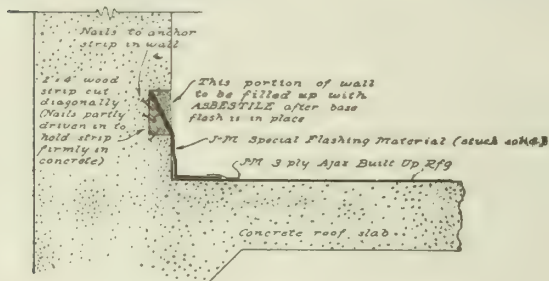 Nails to anchor
strip in wall
1"x 4" wood
strip cut
diagonally
(Nails partly
driven in to
hold strip
firmly in
concrete)
This portion of wall
to be filled up with
ASBESTILE after base
flash is in place
J-M Special Flashing Material (stuck solid)
J-M 3 ply Ajax Built Up Rfg
Concrete roof slab